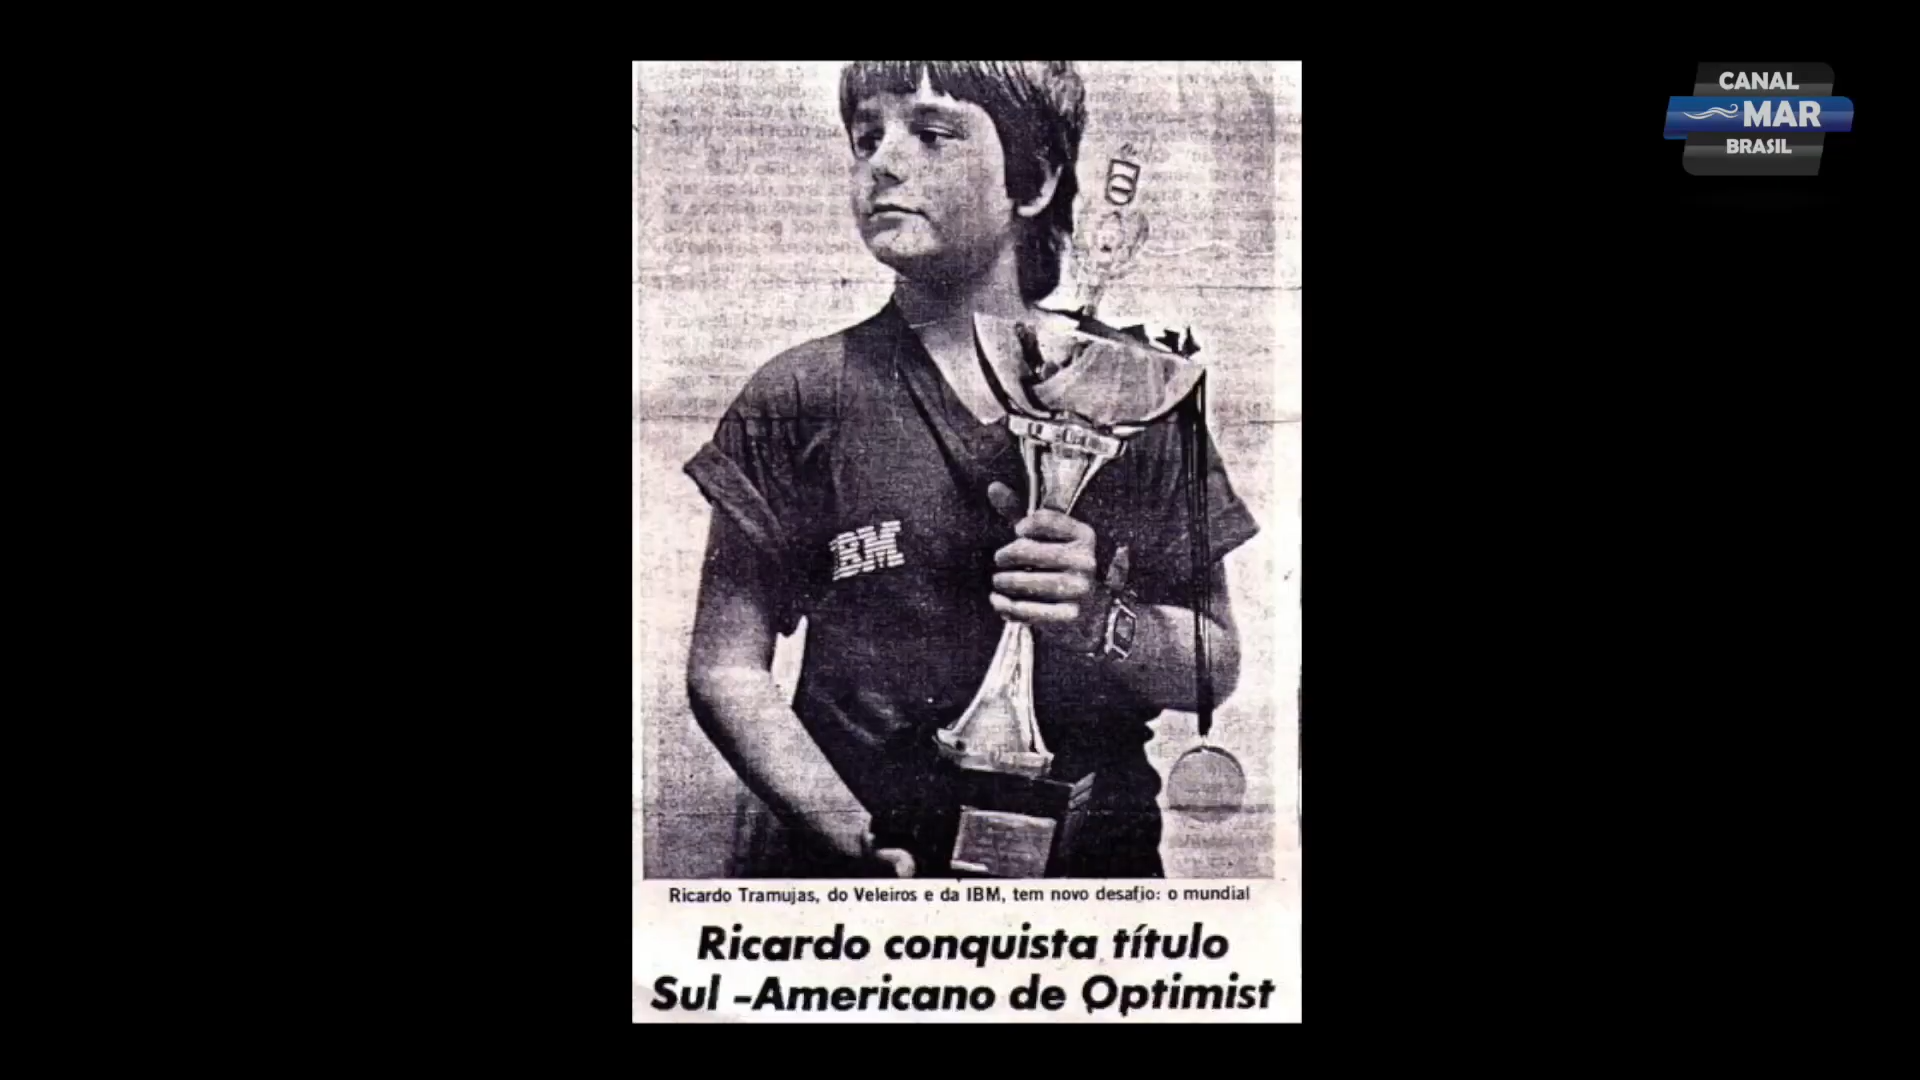 CANAL
MAR
BRASIL
IBM
Ricardo Tramujas, do Veleiros e da IBM, tem novo desafio: o mundial
Ricardo conquista título
Sul -Americano de Optimist